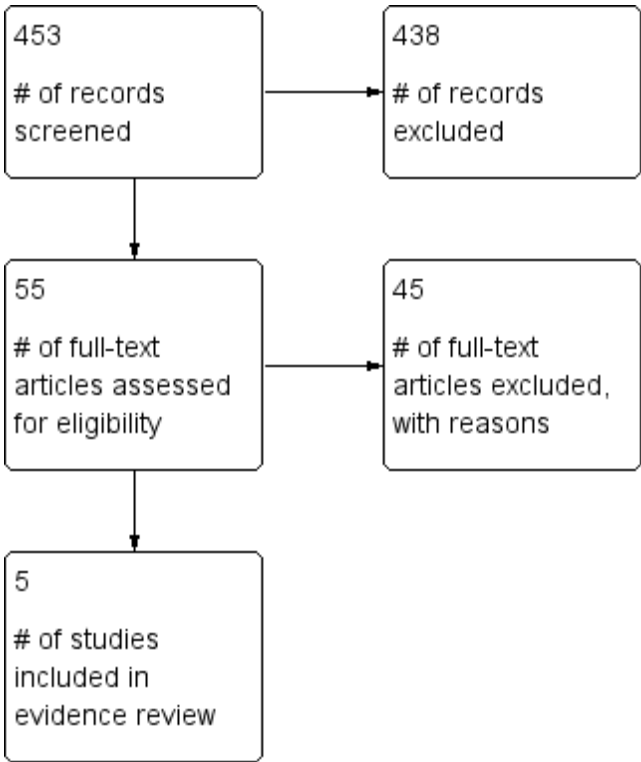 453
# of records
screened
438
# of records
excluded
55
# of full-text
articles assessed
for eligibility
45
# of full-text
articles excluded,
with reasons
5
# of studies
included in
evidence review